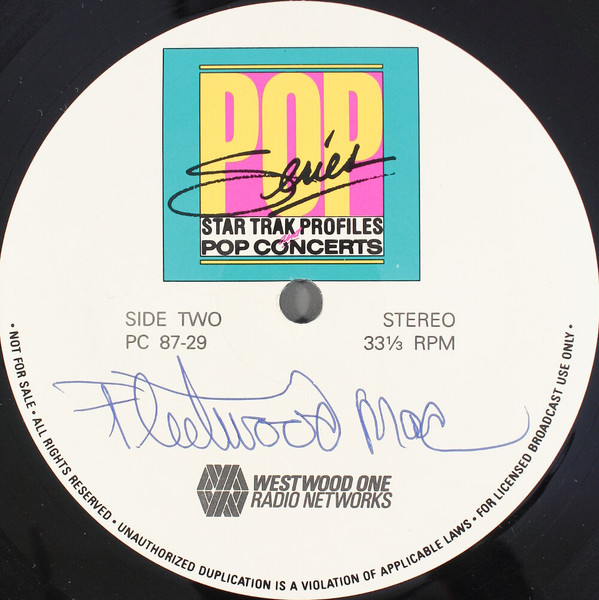 POP
Series
STAR TRAK PROFILES
and
POP CONCERTS
SIDE TWO
STEREO
PC 87-29
33⅓ RPM
Fleetwood Mac
WESTWOOD ONE
RADIO NETWORKS
• NOT FOR SALE • ALL RIGHTS RESERVED • UNAUTHORIZED DUPLICATION IS A VIOLATION OF APPLICABLE LAWS • FOR LICENSED BROADCAST USE ONLY •